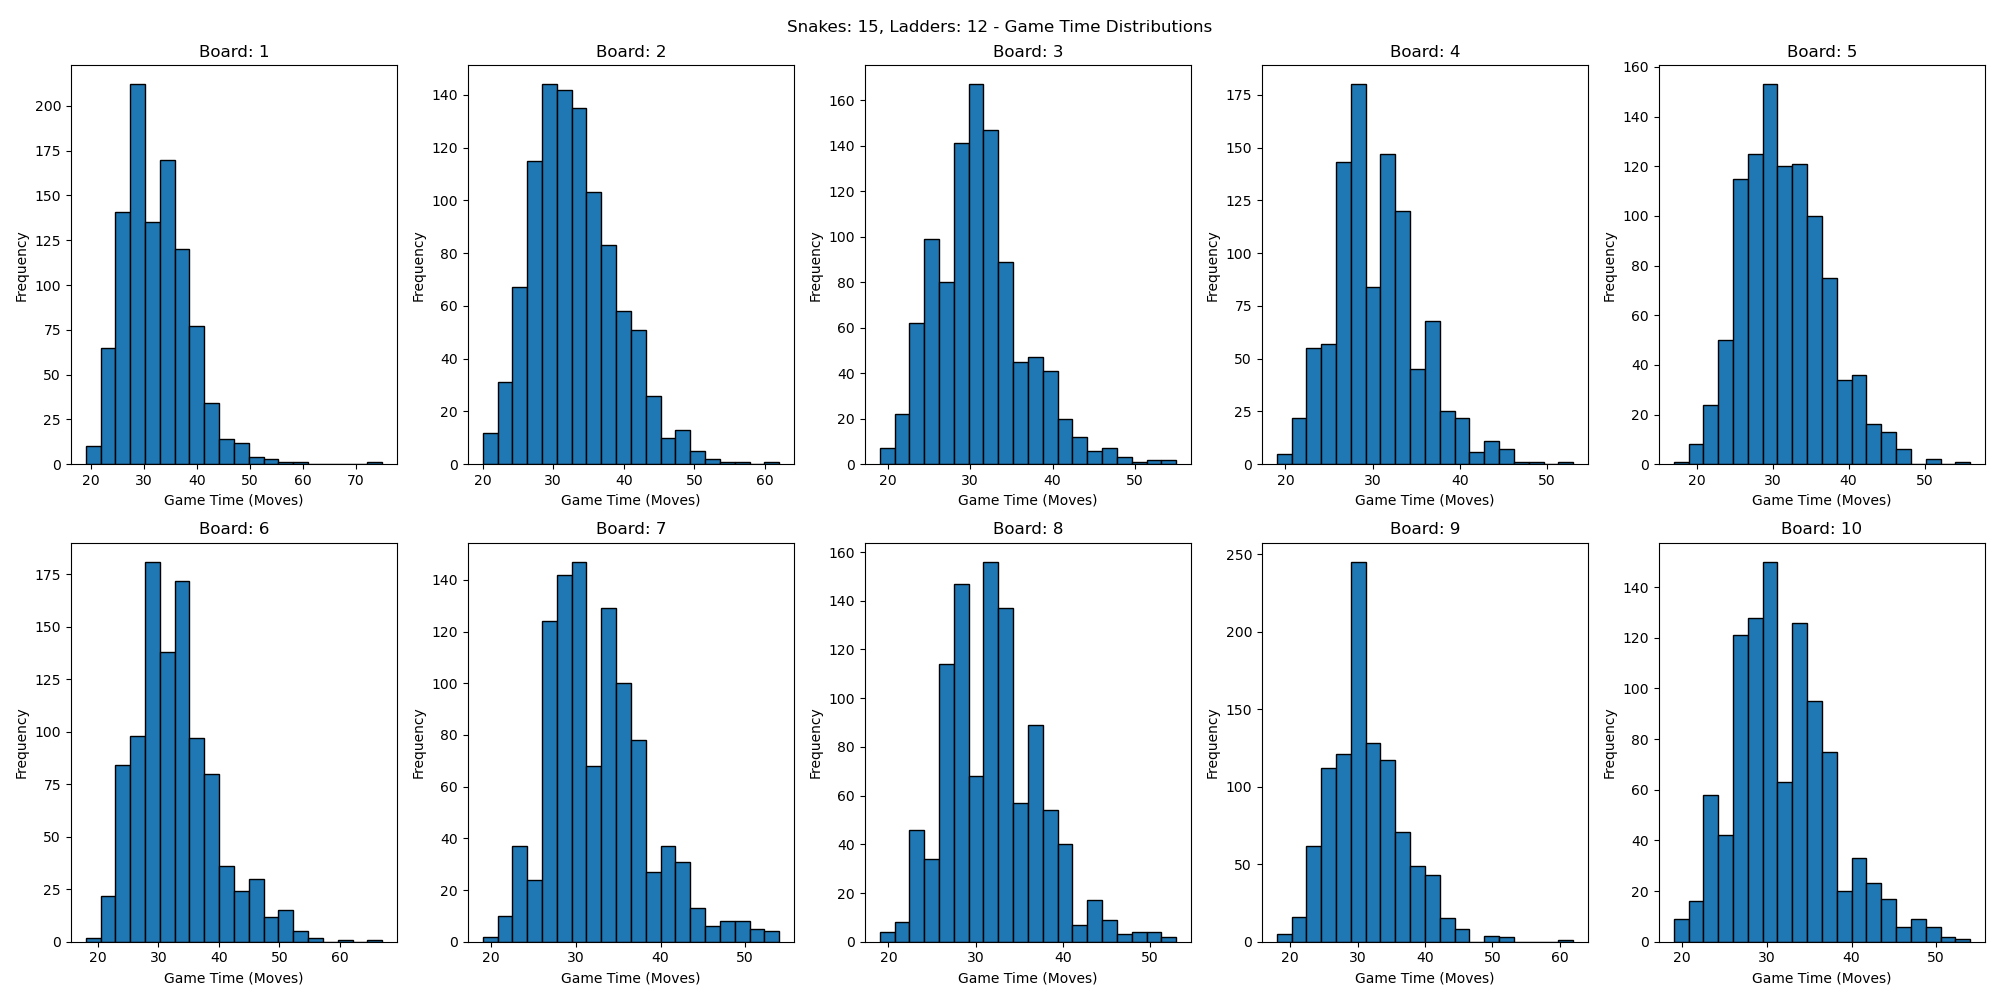 Snakes: 15, Ladders: 12 - Game Time Distributions
Board: 1
Frequency
200
175
150
125
100
75
50
25
0
20 30 40 50 60 70
Game Time (Moves)
Board: 2
Frequency
140
120
100
80
60
40
20
0
20 30 40 50 60
Game Time (Moves)
Board: 3
Frequency
160
140
120
100
80
60
40
20
0
20 30 40 50
Game Time (Moves)
Board: 4
Frequency
175
150
125
100
75
50
25
0
20 30 40 50
Game Time (Moves)
Board: 5
Frequency
160
140
120
100
80
60
40
20
0
20 30 40 50
Game Time (Moves)
Board: 6
Frequency
175
150
125
100
75
50
25
0
20 30 40 50 60
Game Time (Moves)
Board: 7
Frequency
140
120
100
80
60
40
20
0
20 30 40 50
Game Time (Moves)
Board: 8
Frequency
160
140
120
100
80
60
40
20
0
20 30 40 50
Game Time (Moves)
Board: 9
Frequency
250
200
150
100
50
0
20 30 40 50 60
Game Time (Moves)
Board: 10
Frequency
140
120
100
80
60
40
20
0
20 30 40 50
Game Time (Moves)